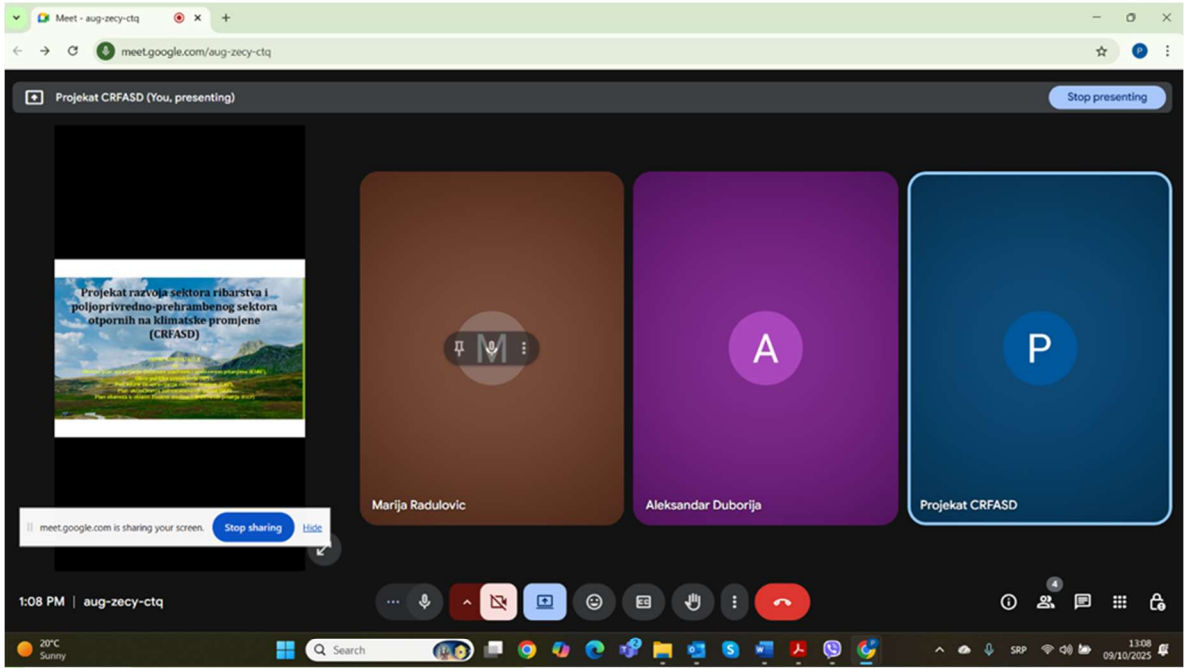 Meet - aug-zecy-ctq
meet.google.com/aug-zecy-ctq
P
Projekat CRFASD (You, presenting)
Stop presenting
Projekat razvoja sektora ribarstva i
poljoprivredno-prehrambenog sektora
otpornih na klimatske promjene
(CRFASD)
M
Marija Radulovic
A
Aleksandar Duborija
P
Projekat CRFASD
meet.google.com is sharing your screen.
Stop sharing
Hide
1:08 PM | aug-zecy-ctq
4
20°C
Sunny
Search
SRP
13:08
09/10/2025